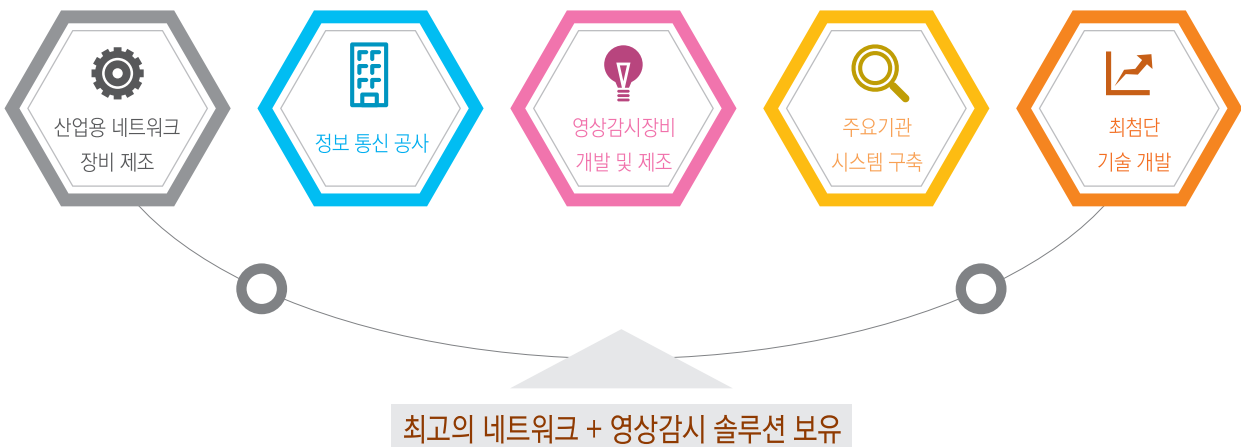 산업용 네트워크
장비 제조
정보 통신 공사
영상감시장비
개발 및 제조
주요기관
시스템 구축
최첨단
기술 개발
최고의 네트워크 + 영상감시 솔루션 보유